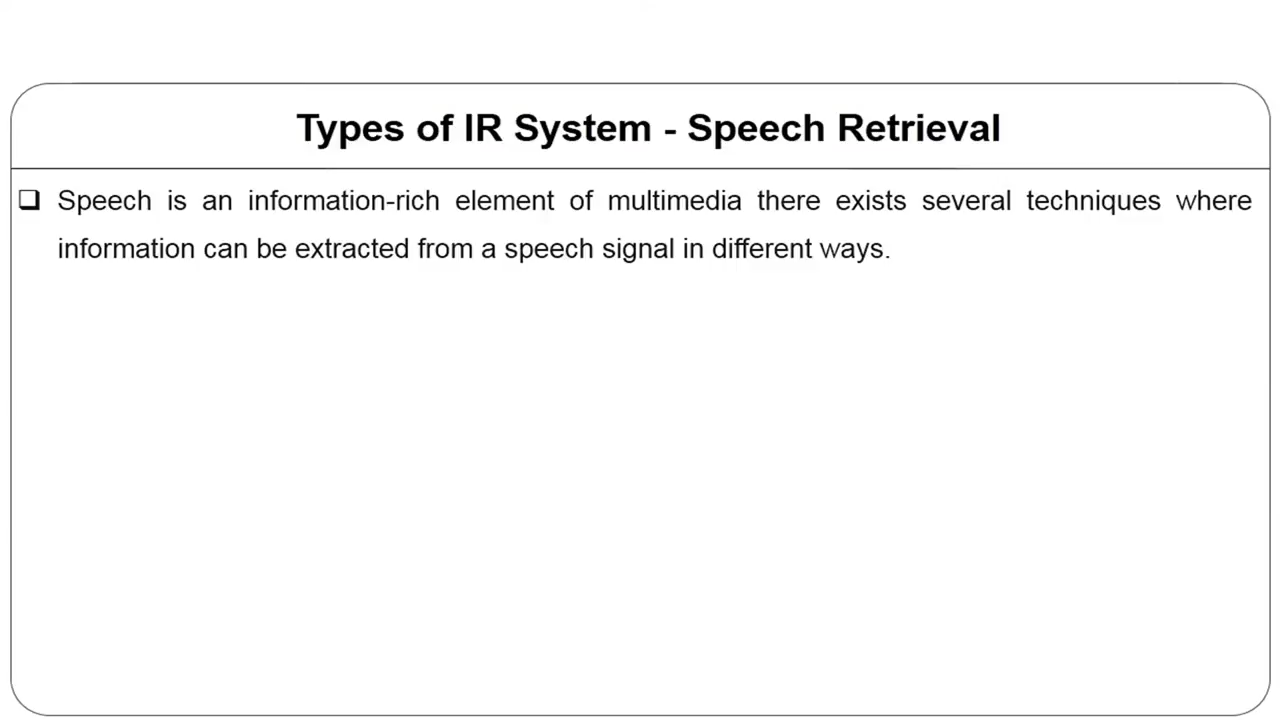 Types of IR System - Speech Retrieval
Speech is an information-rich element of multimedia there exists several techniques where
information can be extracted from a speech signal in different ways.